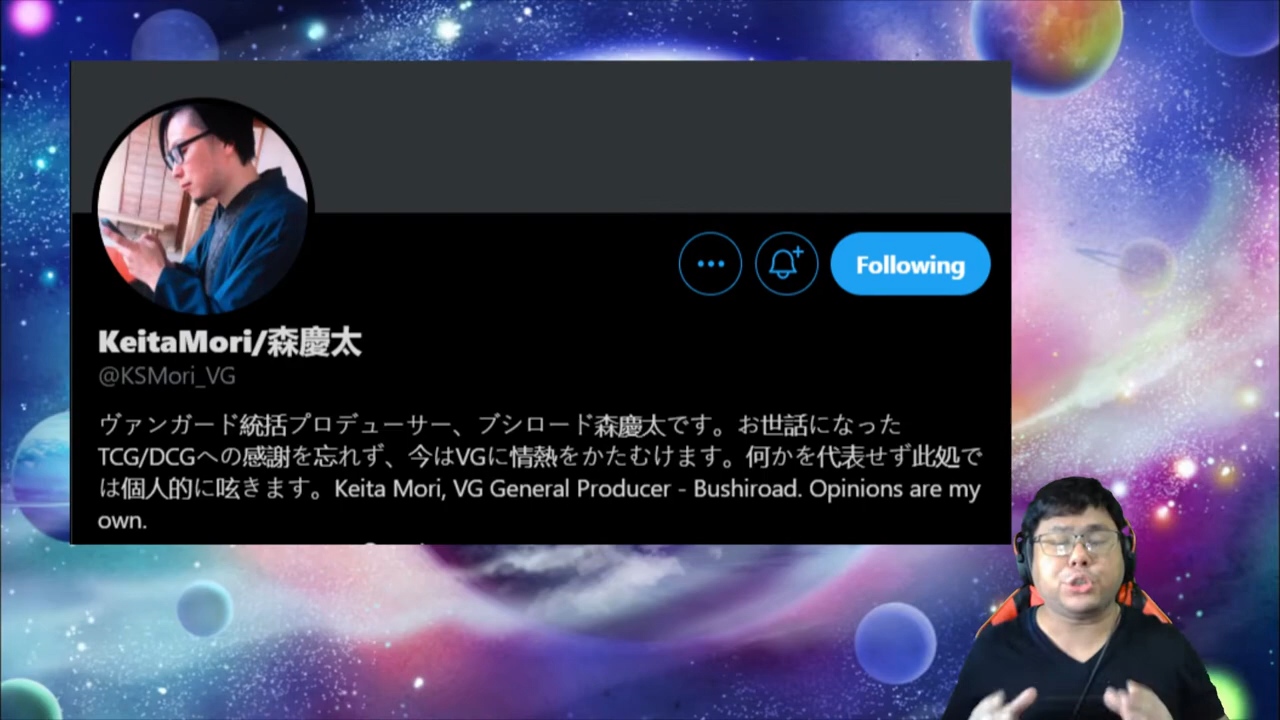 Following
KeitaMori/森慶太
@KSMori_VG
ヴァンガード統括プロデューサー、ブシロード森慶太です。お世話になった
TCG/DCGへの感謝を忘れず、今はVGに情熱をかたむけます。何かを代表せず此処で
は個人的に呟きます。Keita Mori, VG General Producer - Bushiroad. Opinions are my
own.